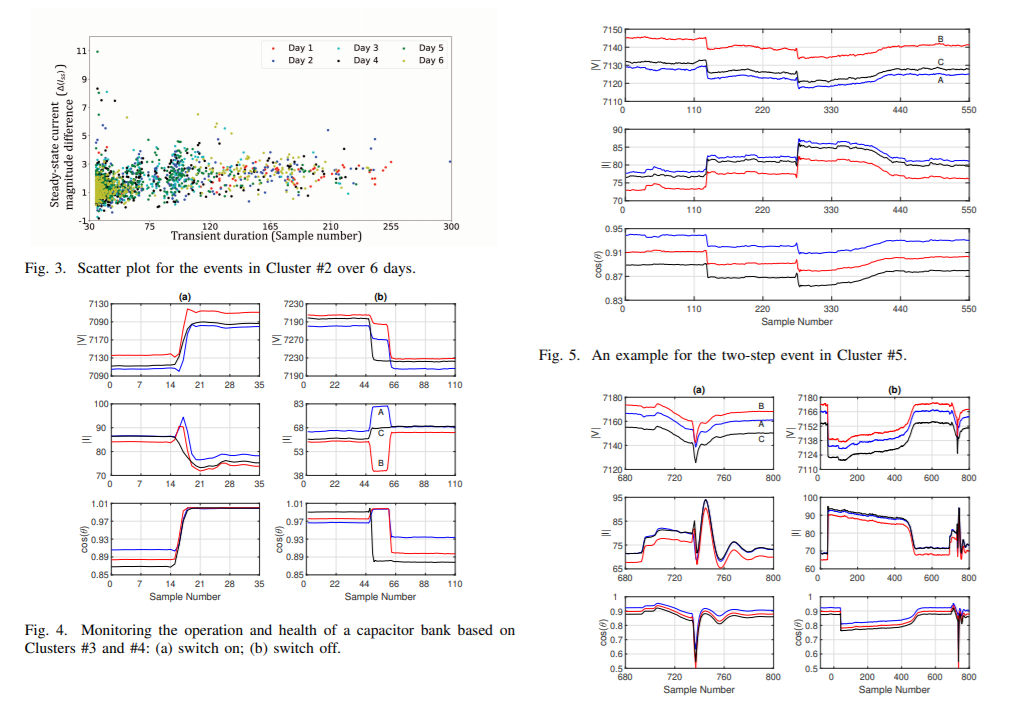 Steady-state current
magnitude difference (Δ|I_ss|)
11
9
7
5
3
1
-1
Day 1 Day 3 Day 5
Day 2 Day 4 Day 6
30 75 120 165 210 255 300
Transient duration (Sample number)
Fig. 3. Scatter plot for the events in Cluster #2 over 6 days.
(a) (b)
|V|
7130
7090
7170
7130
7090
0 7 14 21 28 35
|V|
7230
7190
7270
7230
7190
0 22 44 66 88 110
|I|
100
90
80
70
0 7 14 21 28 35
|I|
83
68
53
38
A
C
B
0 22 44 66 88 110
cos(θ)
1.01
0.97
0.93
0.89
0.85
0 7 14 21 28 35
Sample Number
cos(θ)
1.01
0.97
0.93
0.89
0.85
0 22 44 66 88 110
Sample Number
Fig. 4. Monitoring the operation and health of a capacitor bank based on
Clusters #3 and #4: (a) switch on; (b) switch off.
|V|
7150
7140
7130
7120
7110
B
C
A
0 110 220 330 440 550
|I|
90
85
80
75
70
0 110 220 330 440 550
cos(θ)
0.95
0.91
0.87
0.83
0 110 220 330 440 550
Sample Number
Fig. 5. An example for the two-step event in Cluster #5.
(a) (b)
|V|
7180
7160
7140
7120
B
A
C
680 720 760 800
|V|
7180
7166
7152
7138
7124
7110
0 200 400 600 800
|I|
95
85
75
65
680 720 760 800
|I|
100
90
80
70
60
0 200 400 600 800
cos(θ)
1
0.9
0.8
0.7
0.6
0.5
680 720 760 800
Sample Number
cos(θ)
1
0.9
0.8
0.7
0.6
0.5
0 200 400 600 800
Sample Number